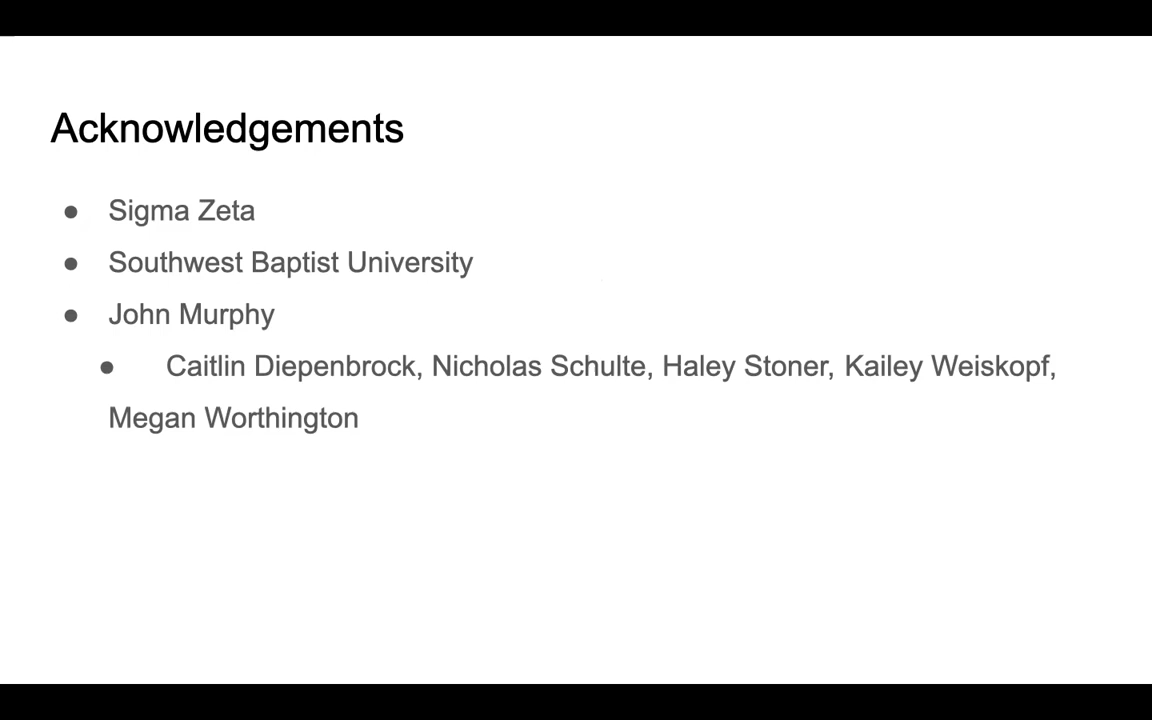 Acknowledgements
● Sigma Zeta
● Southwest Baptist University
● John Murphy
● Caitlin Diepenbrock, Nicholas Schulte, Haley Stoner, Kailey Weiskopf,
Megan Worthington